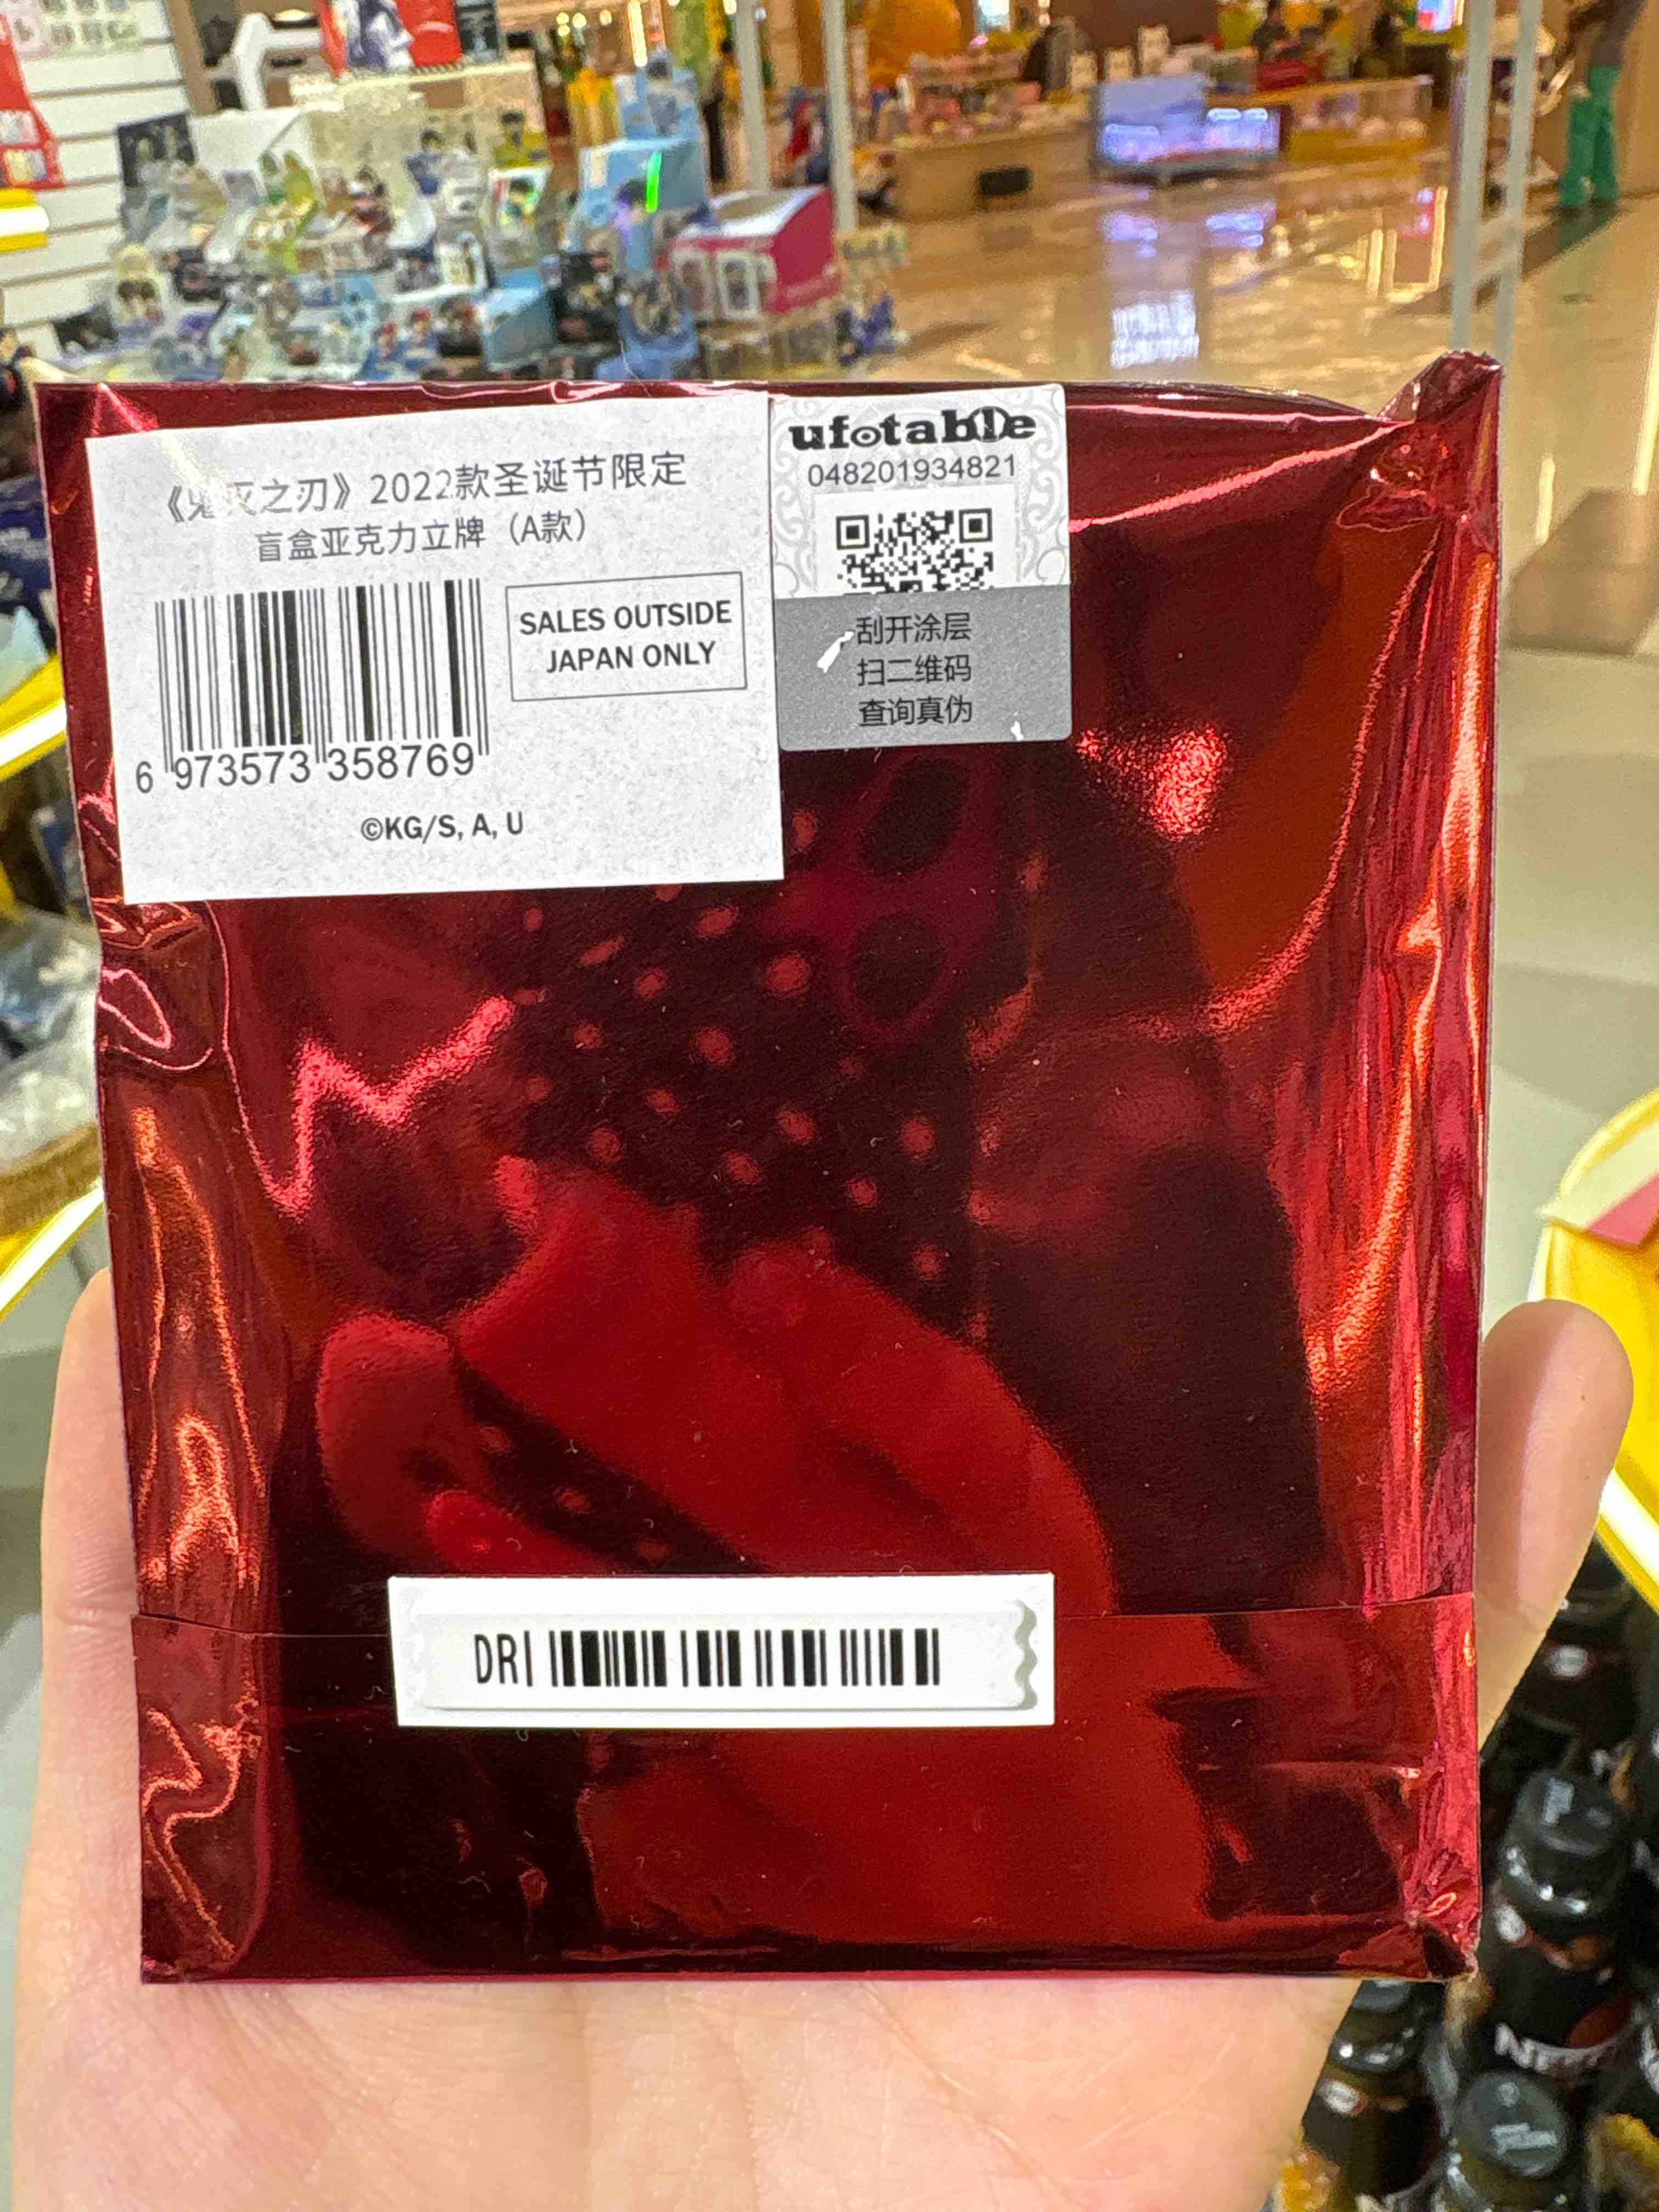 《鬼灭之刃》2022款圣诞节限定
盲盒亚克力立牌（A款）
SALES OUTSIDE
JAPAN ONLY
6 973573 358769
©KG/S, A, U
ufotable
048201934821
刮开涂层
扫二维码
查询真伪
DRI